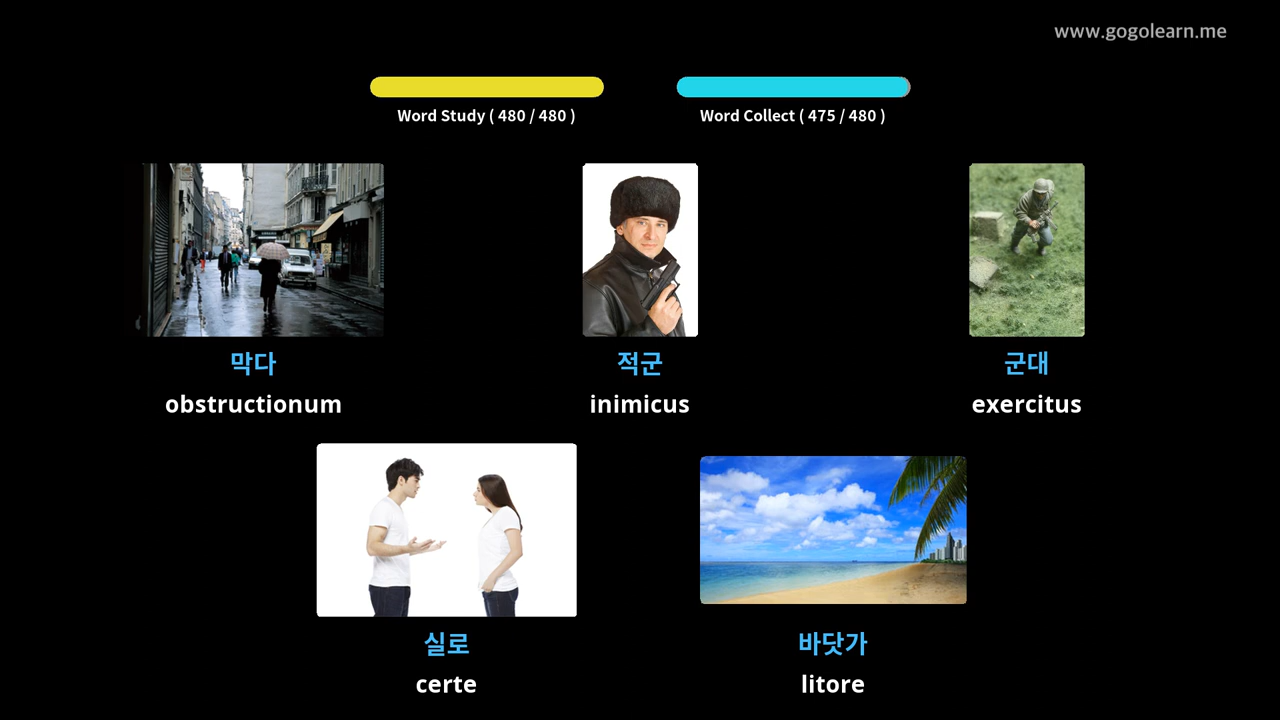 www.gogolearn.me
Word Study ( 480 / 480 )
Word Collect ( 475 / 480 )
막다
obstructionum
적군
inimicus
군대
exercitus
실로
certe
바닷가
litore